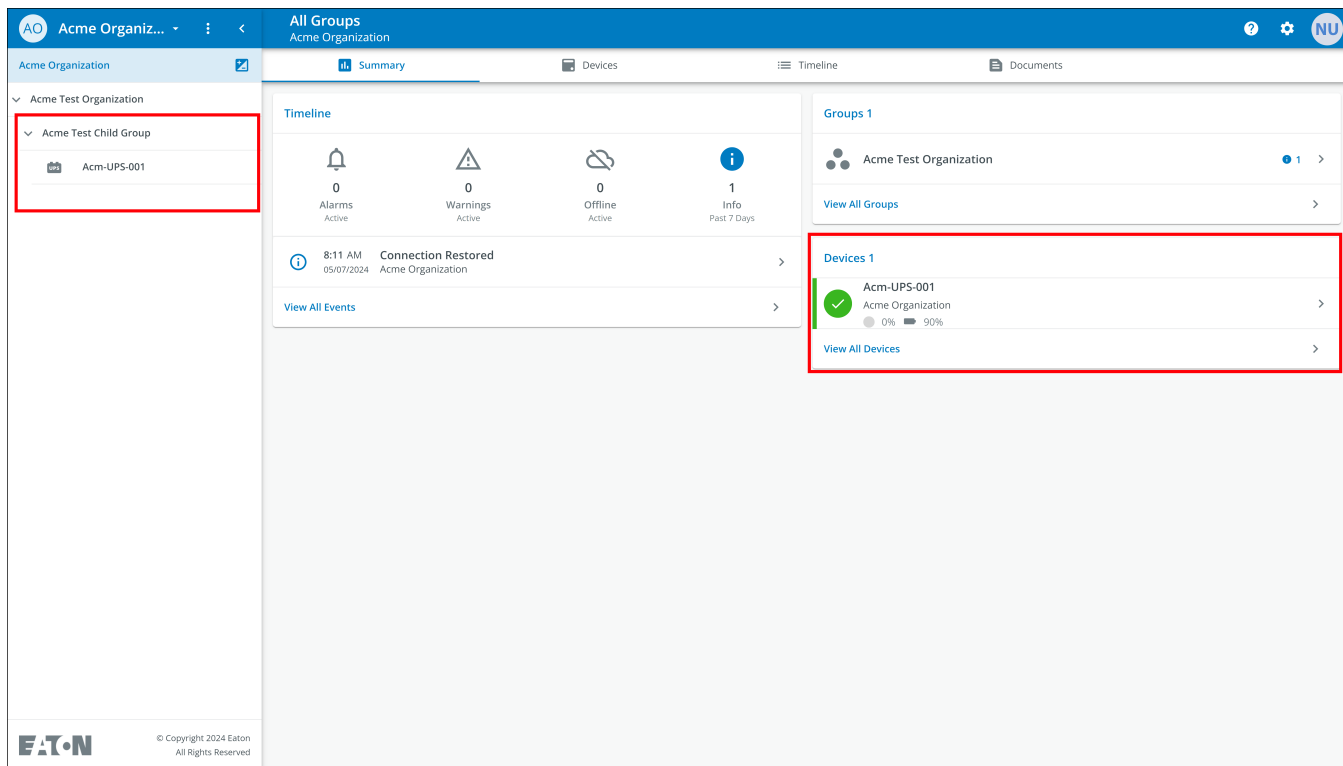 AO Acme Organiz...
All Groups
Acme Organization
NU
Acme Organization
Summary
Devices
Timeline
Documents
Acme Test Organization
Acme Test Child Group
UPS Acm-UPS-001
Timeline
0
Alarms
Active
0
Warnings
Active
0
Offline
Active
1
Info
Past 7 Days
8:11 AM Connection Restored
05/07/2024 Acme Organization
View All Events
Groups 1
Acme Test Organization 1
View All Groups
Devices 1
Acm-UPS-001
Acme Organization
0% 90%
View All Devices
EATON
© Copyright 2024 Eaton
All Rights Reserved